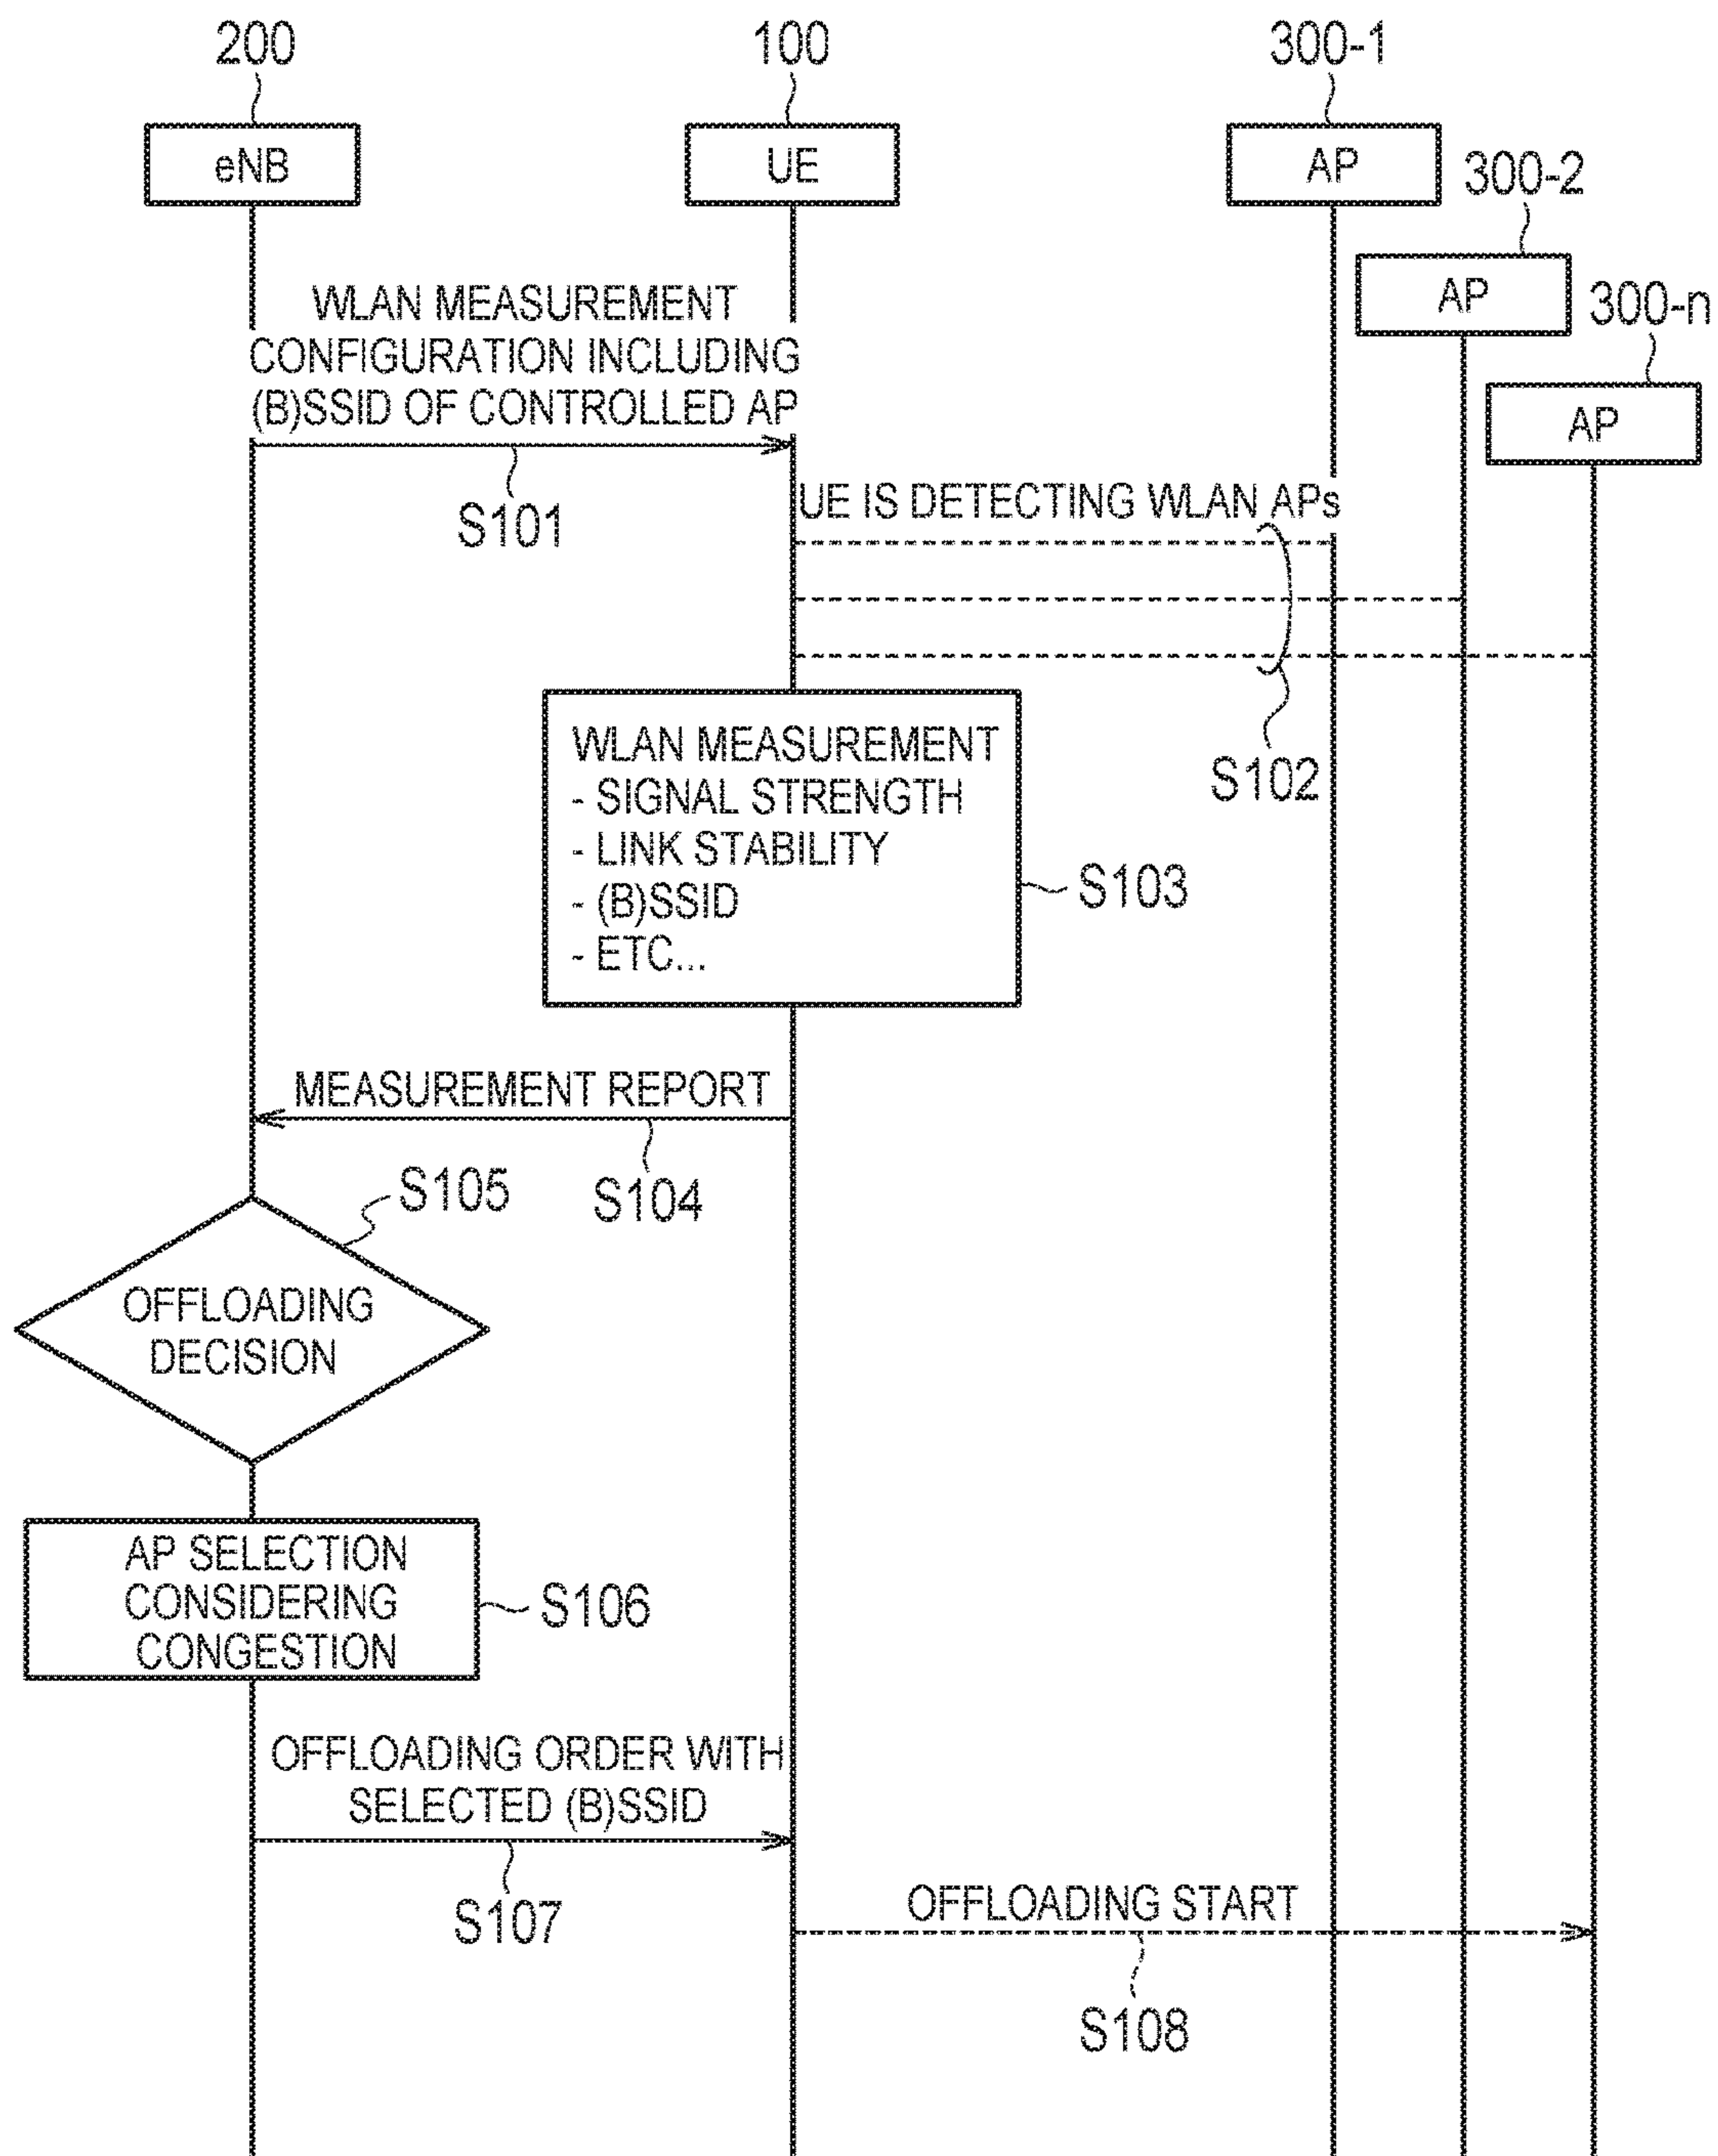 200
100
300-1
eNB
UE
AP
300-2
AP
300-n
AP
WLAN MEASUREMENT
CONFIGURATION INCLUDING
(B)SSID OF CONTROLLED AP
S101
UE IS DETECTING WLAN APs
S102
WLAN MEASUREMENT
- SIGNAL STRENGTH
- LINK STABILITY
- (B)SSID
- ETC...
S103
MEASUREMENT REPORT
S104
S105
OFFLOADING
DECISION
AP SELECTION
CONSIDERING
CONGESTION
S106
OFFLOADING ORDER WITH
SELECTED (B)SSID
S107
OFFLOADING START
S108